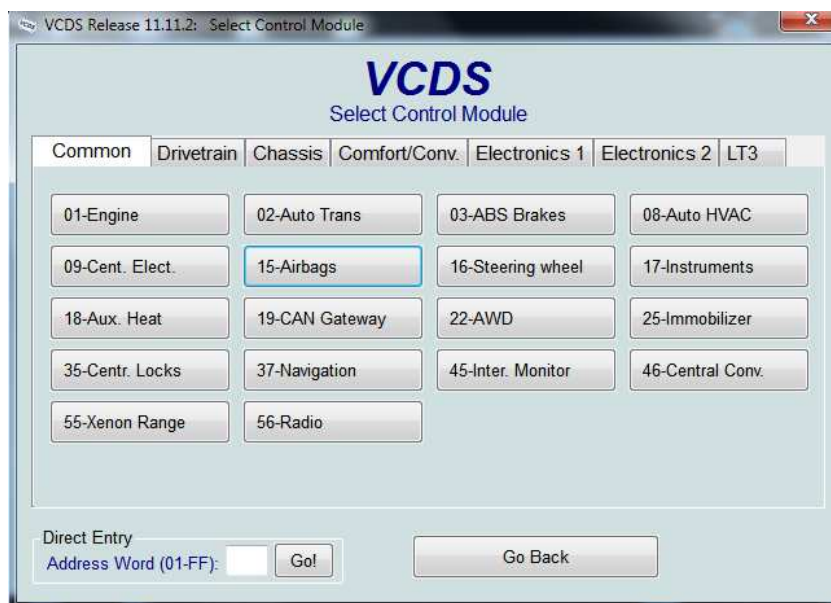 VCDS Release 11.11.2: Select Control Module
VCDS
Select Control Module
Common Drivetrain Chassis Comfort/Conv. Electronics 1 Electronics 2 LT3
01-Engine 02-Auto Trans 03-ABS Brakes 08-Auto HVAC
09-Cent. Elect. 15-Airbags 16-Steering wheel 17-Instruments
18-Aux. Heat 19-CAN Gateway 22-AWD 25-Immobilizer
35-Centr. Locks 37-Navigation 45-Inter. Monitor 46-Central Conv.
55-Xenon Range 56-Radio
Direct Entry
Address Word (01-FF): Go! Go Back